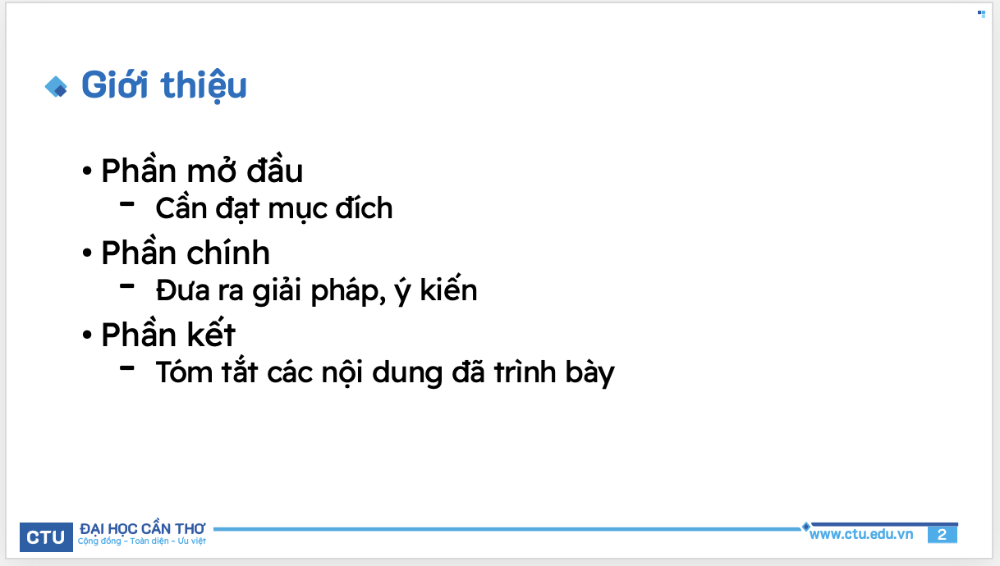 Giới thiệu
• Phần mở đầu
- Cần đạt mục đích
• Phần chính
- Đưa ra giải pháp, ý kiến
• Phần kết
- Tóm tắt các nội dung đã trình bày
CTU
ĐẠI HỌC CẦN THƠ
Cộng đồng - Toàn diện - Ưu việt
www.ctu.edu.vn
2